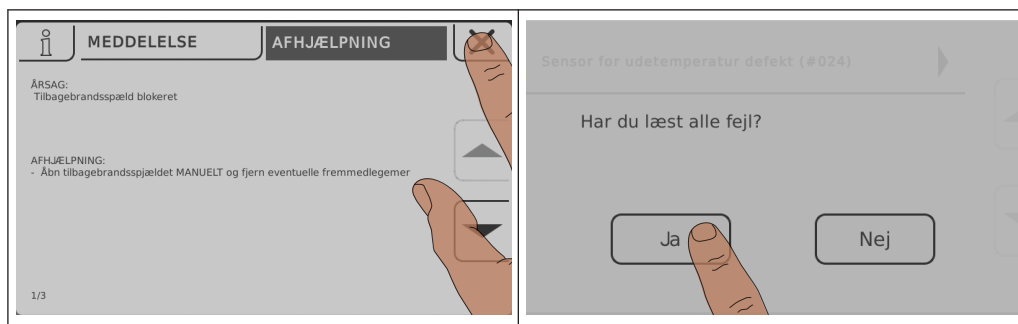 MEDDELELSE
AFHJÆLPNING
ÅRSAG:
Tilbagebrandsspæld blokeret
AFHJÆLPNING:
- Åbn tilbagebrandsspjældet MANUELT og fjern eventuelle fremmedlegemer
1/3
Sensor for udetemperatur defekt (#024)
Har du læst alle fejl?
Ja
Nej